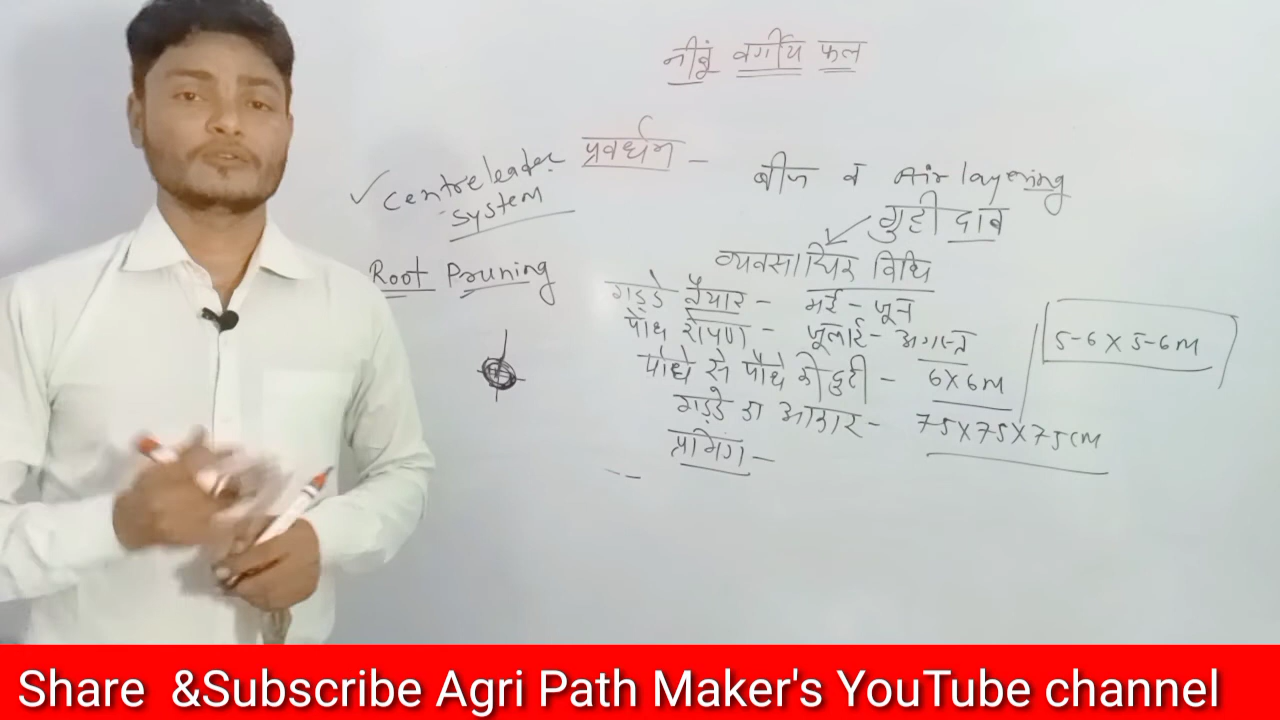 नीबूं वर्गीय फल
प्रवर्धन -
बीज व Air layering
गुट्टी दाब
व्यवसायिर विधि
गड्डे तैयार - मई - जून
पौध रोपण - जूलाई - अगस्त
पौधे से पौधे की दुरी - 6x6M
5-6 x 5-6M
गड्डे का आकार - 75x75x75CM
प्रुनिंग -
✓ Centre leader
System
Root Pruning
Share &Subscribe Agri Path Maker's YouTube channel